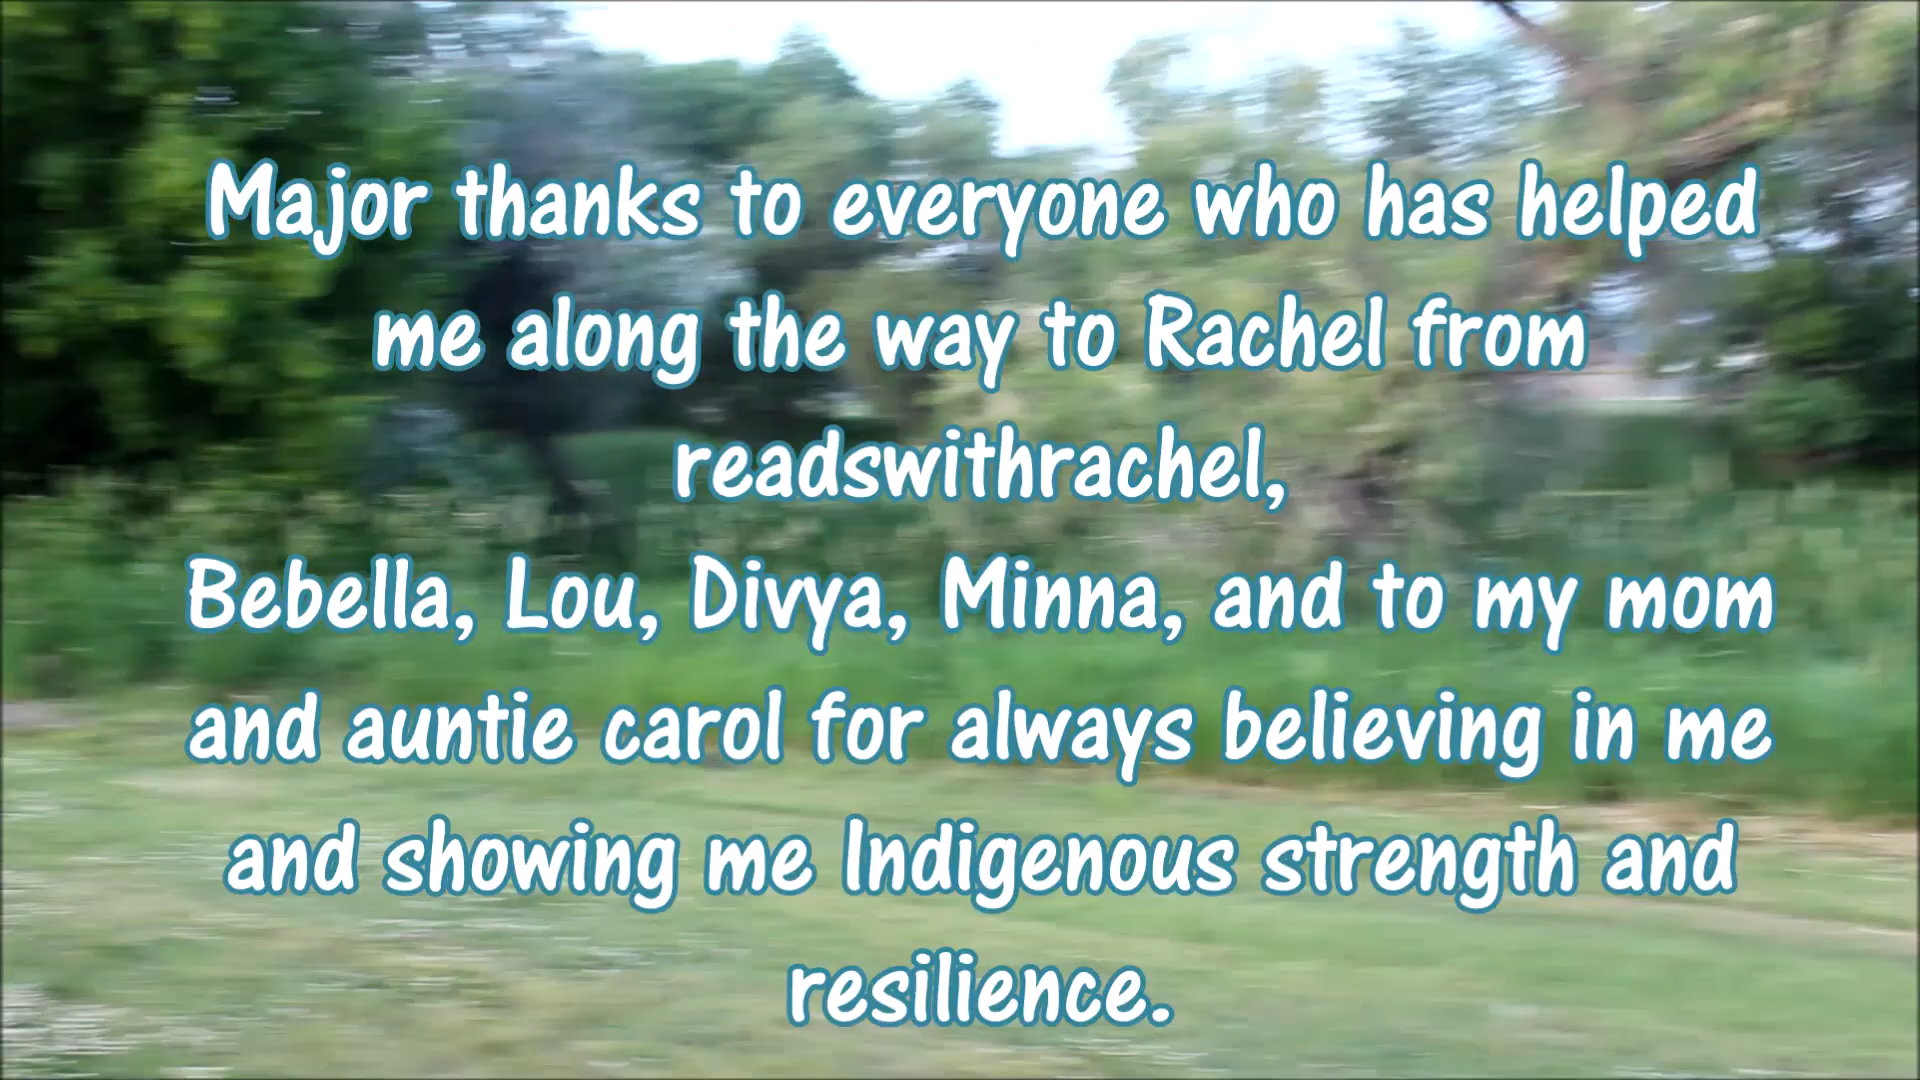 Major thanks to everyone who has helped
me along the way to Rachel from
readswithrachel,
Bebella, Lou, Divya, Minna, and to my mom
and auntie carol for always believing in me
and showing me Indigenous strength and
resilience.